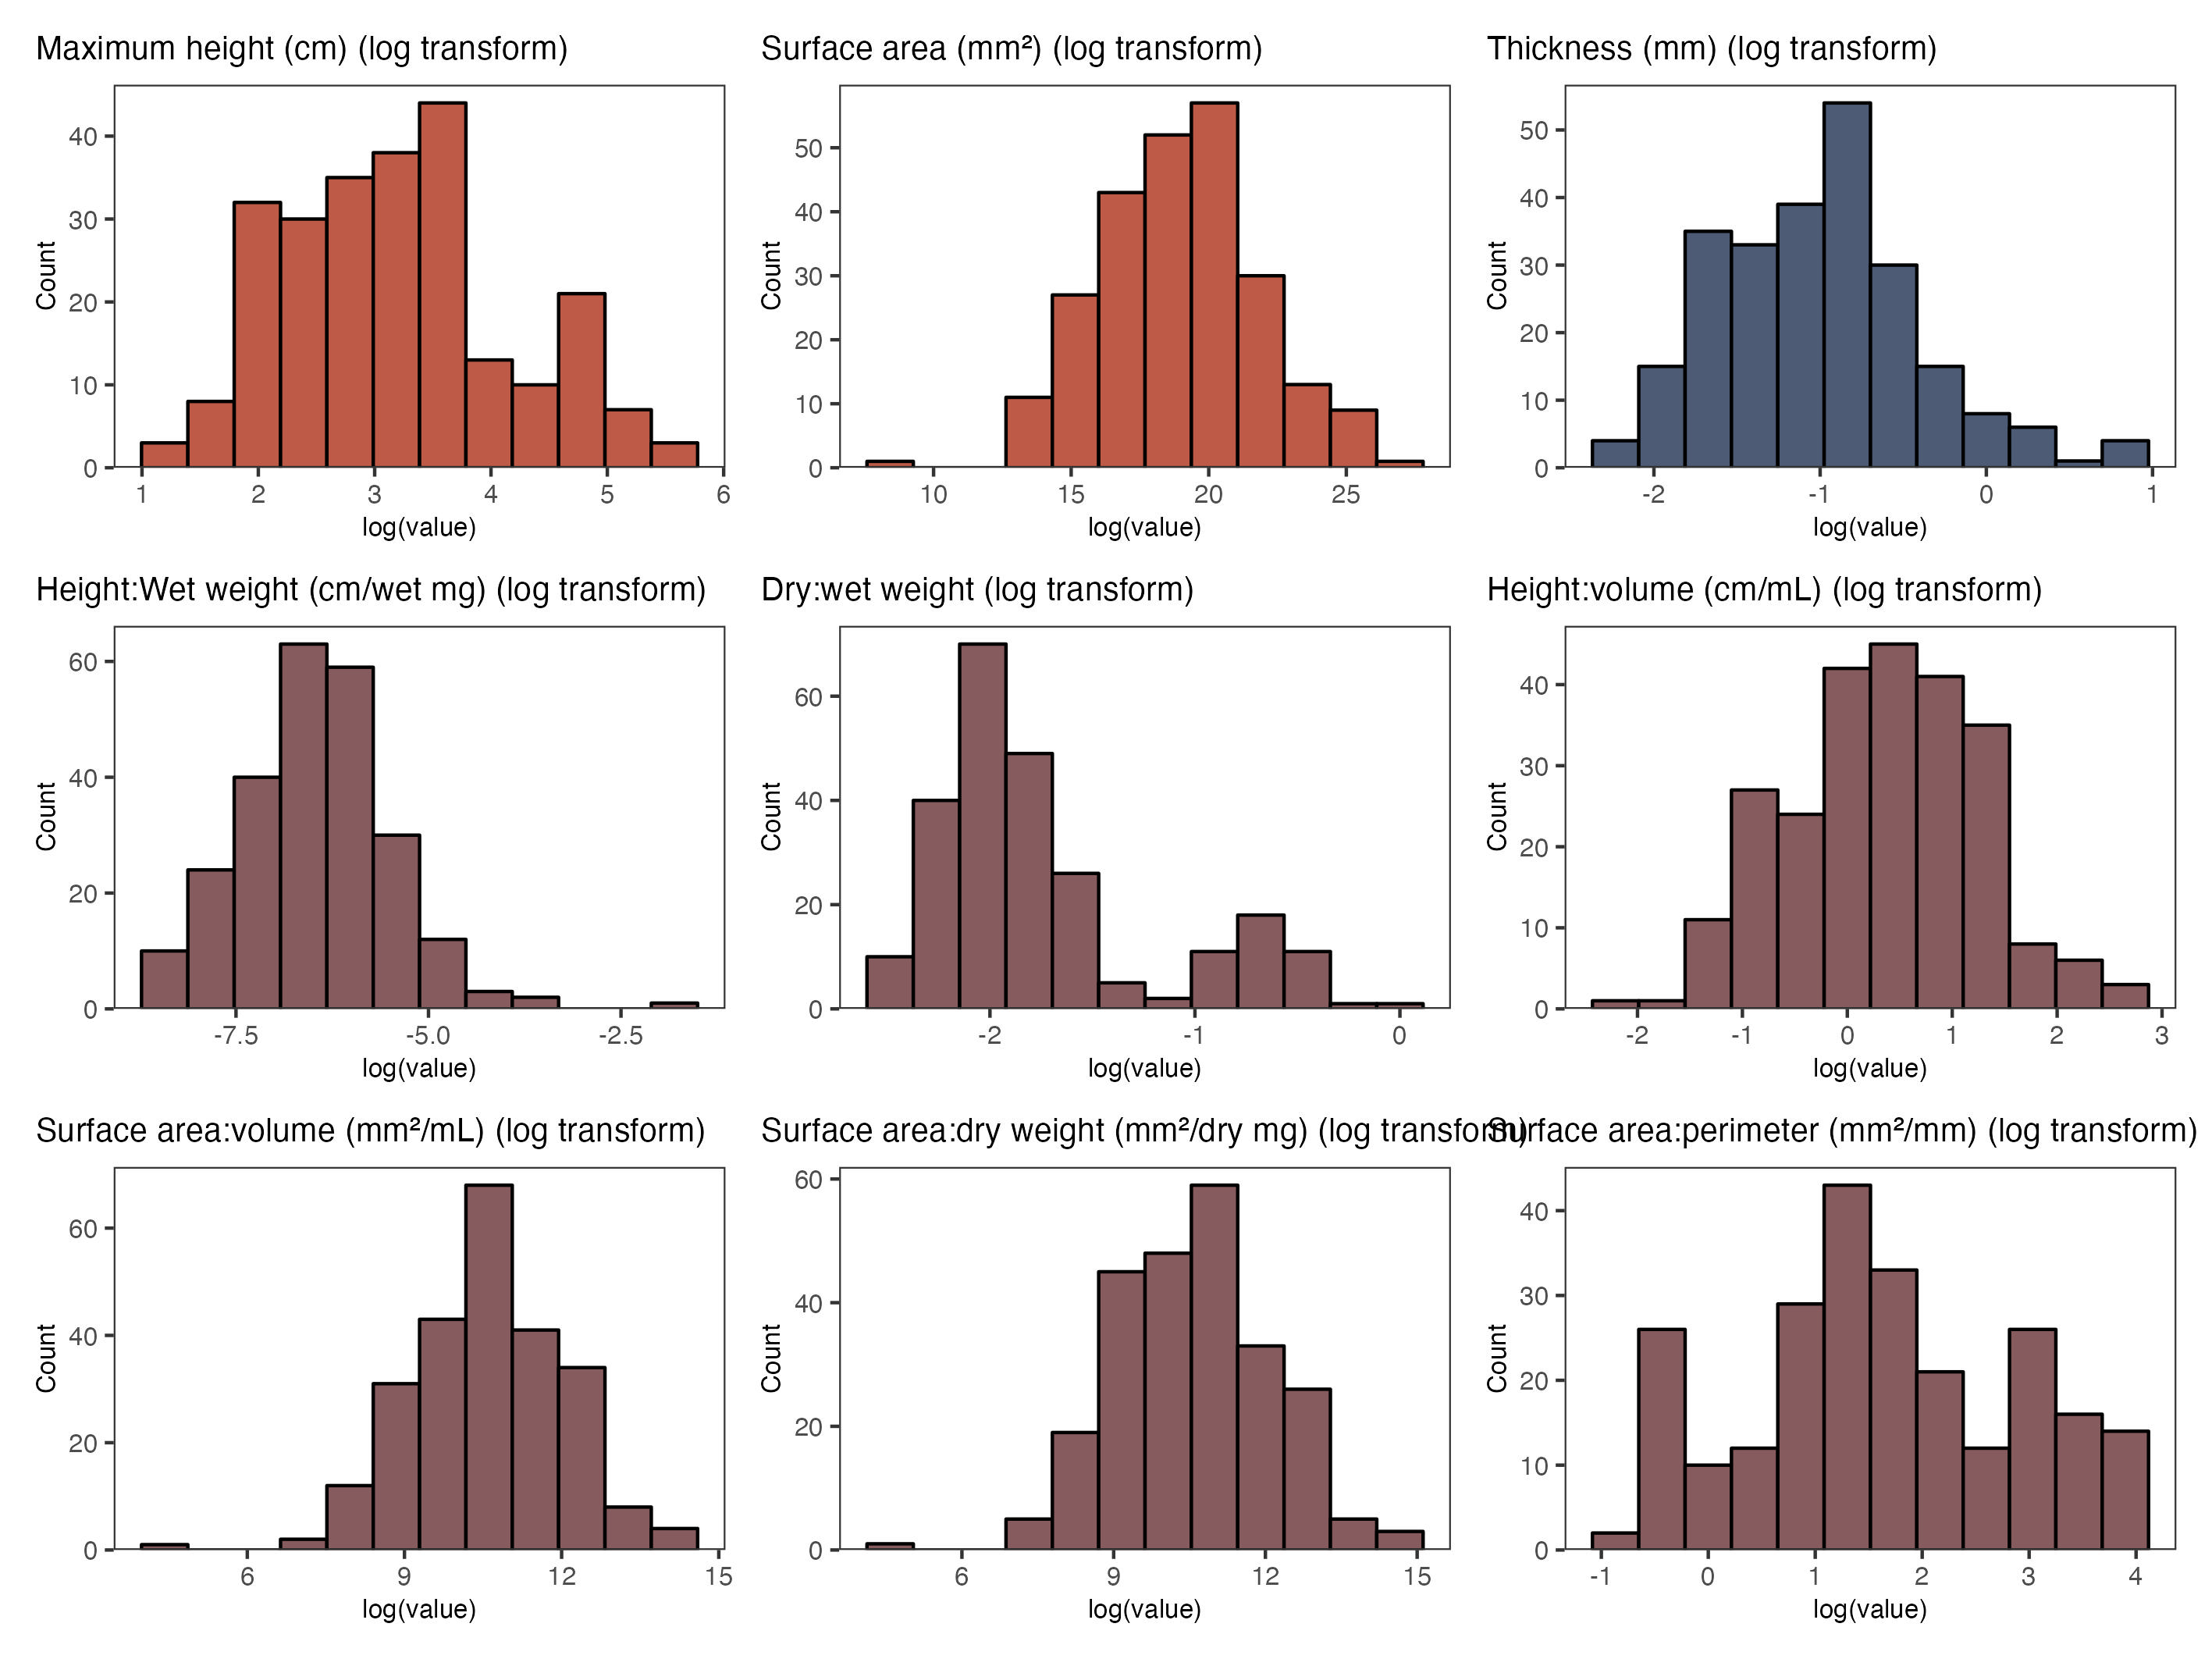 Maximum height (cm) (log transform)
Count
40
30
20
10
0
1 2 3 4 5 6
log(value)
Surface area (mm²) (log transform)
Count
50
40
30
20
10
0
10 15 20 25
log(value)
Thickness (mm) (log transform)
Count
50
40
30
20
10
0
-2 -1 0 1
log(value)
Height:Wet weight (cm/wet mg) (log transform)
Count
60
40
20
0
-7.5 -5.0 -2.5
log(value)
Dry:wet weight (log transform)
Count
60
40
20
0
-2 -1 0
log(value)
Height:volume (cm/mL) (log transform)
Count
40
30
20
10
0
-2 -1 0 1 2 3
log(value)
Surface area:volume (mm²/mL) (log transform)
Count
60
40
20
0
6 9 12 15
log(value)
Surface area:dry weight (mm²/dry mg) (log transform)
Count
60
40
20
0
6 9 12 15
log(value)
Surface area:perimeter (mm²/mm) (log transform)
Count
40
30
20
10
0
-1 0 1 2 3 4
log(value)